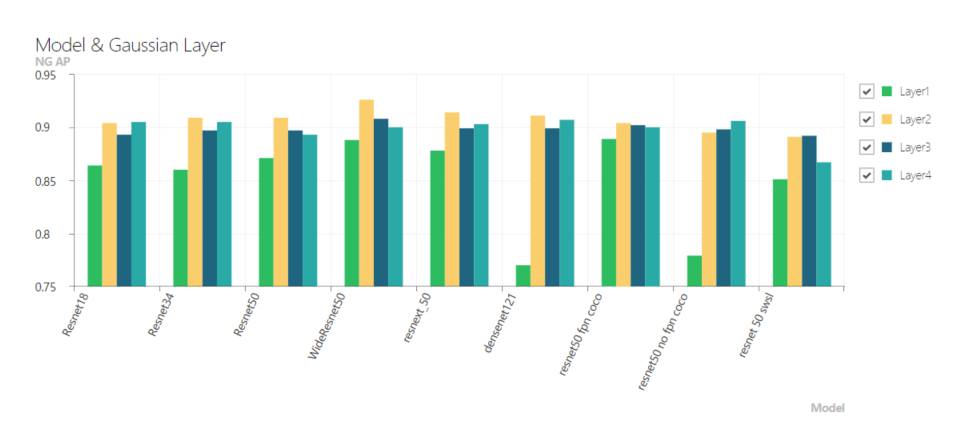 Model & Gaussian Layer
NG AP
0.95
0.9
0.85
0.8
0.75
Resnet18
Resnet34
Resnet50
WideResnet50
resnext_50
densenet121
resnet50 fpn coco
resnet50 no fpn coco
resnet 50 swsl
Model
Layer1
Layer2
Layer3
Layer4